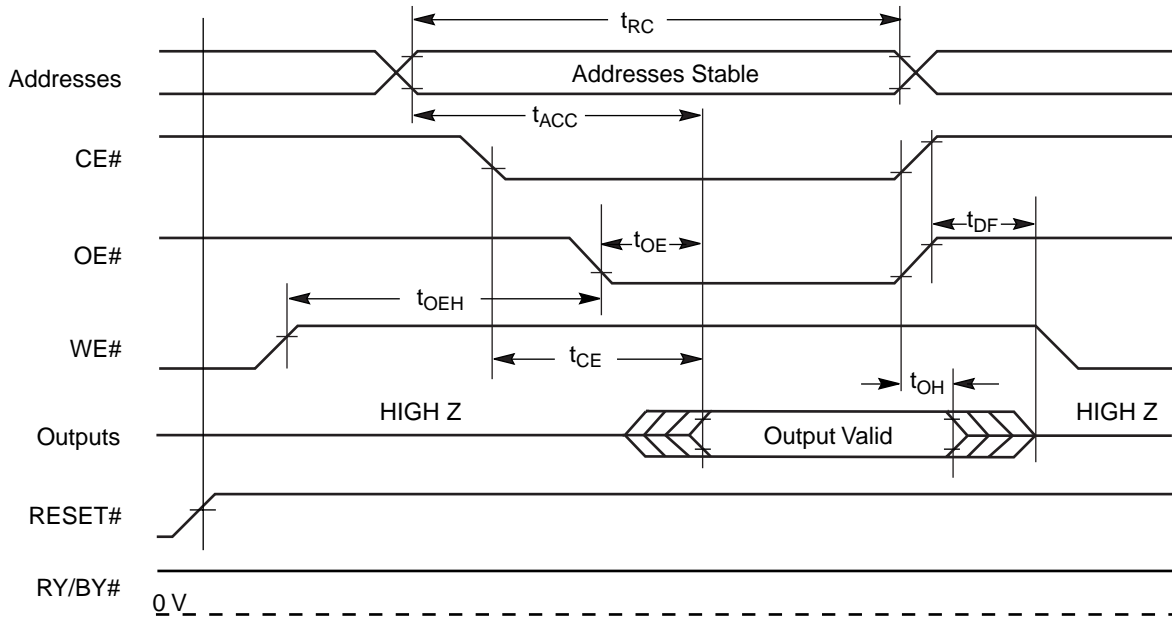 tRC
Addresses
Addresses Stable
tACC
CE#
tDF
OE#
tOE
tOEH
WE#
tCE
tOH
HIGH Z
HIGH Z
Outputs
Output Valid
RESET#
RY/BY#
0 V